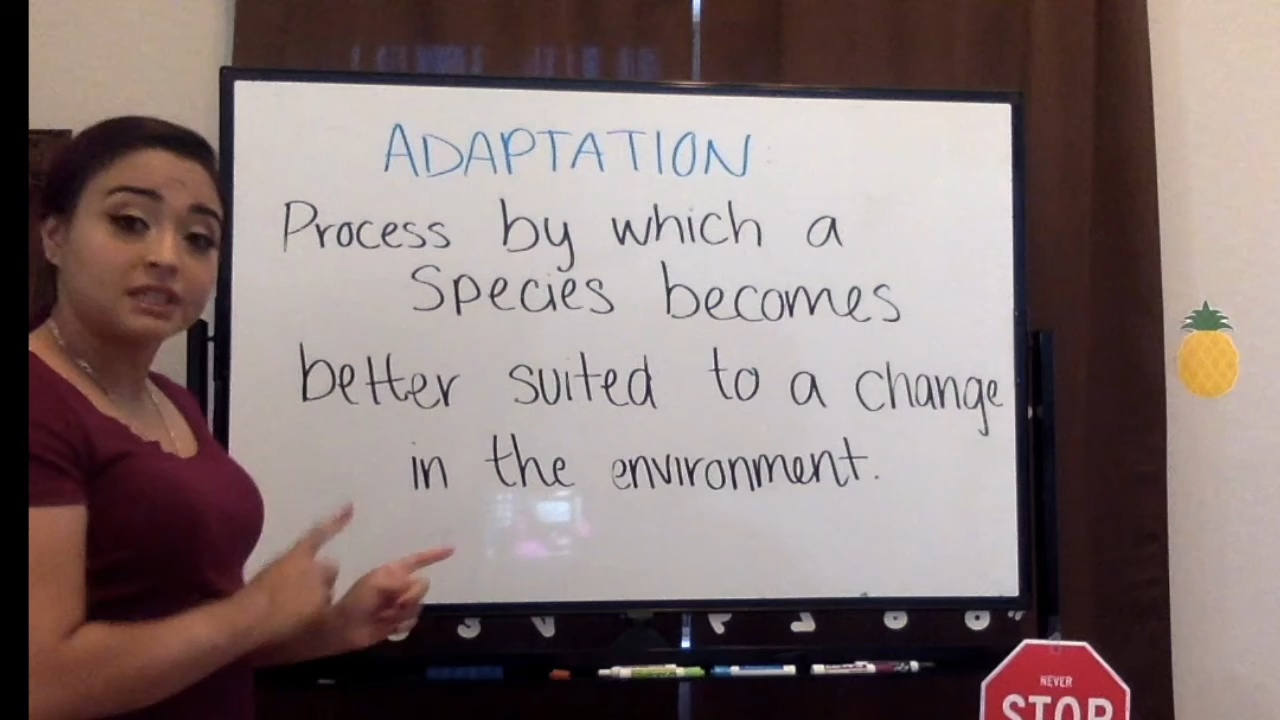 ADAPTATION
Process by which a
Species becomes
better suited to a change
in the environment.
NEVER
STOP